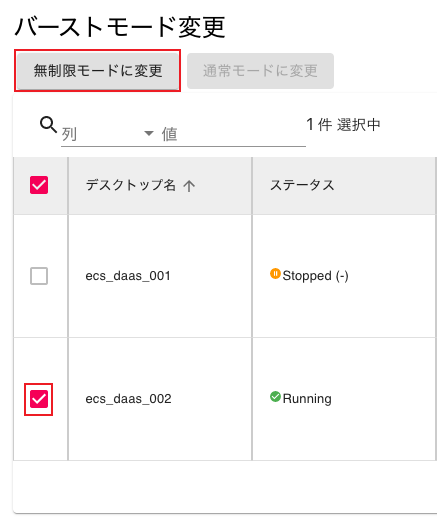 バーストモード変更
無制限モードに変更 通常モードに変更
列 値 1 件 選択中
デスクトップ名 ステータス
ecs_daas_001 Stopped (-)
ecs_daas_002 Running